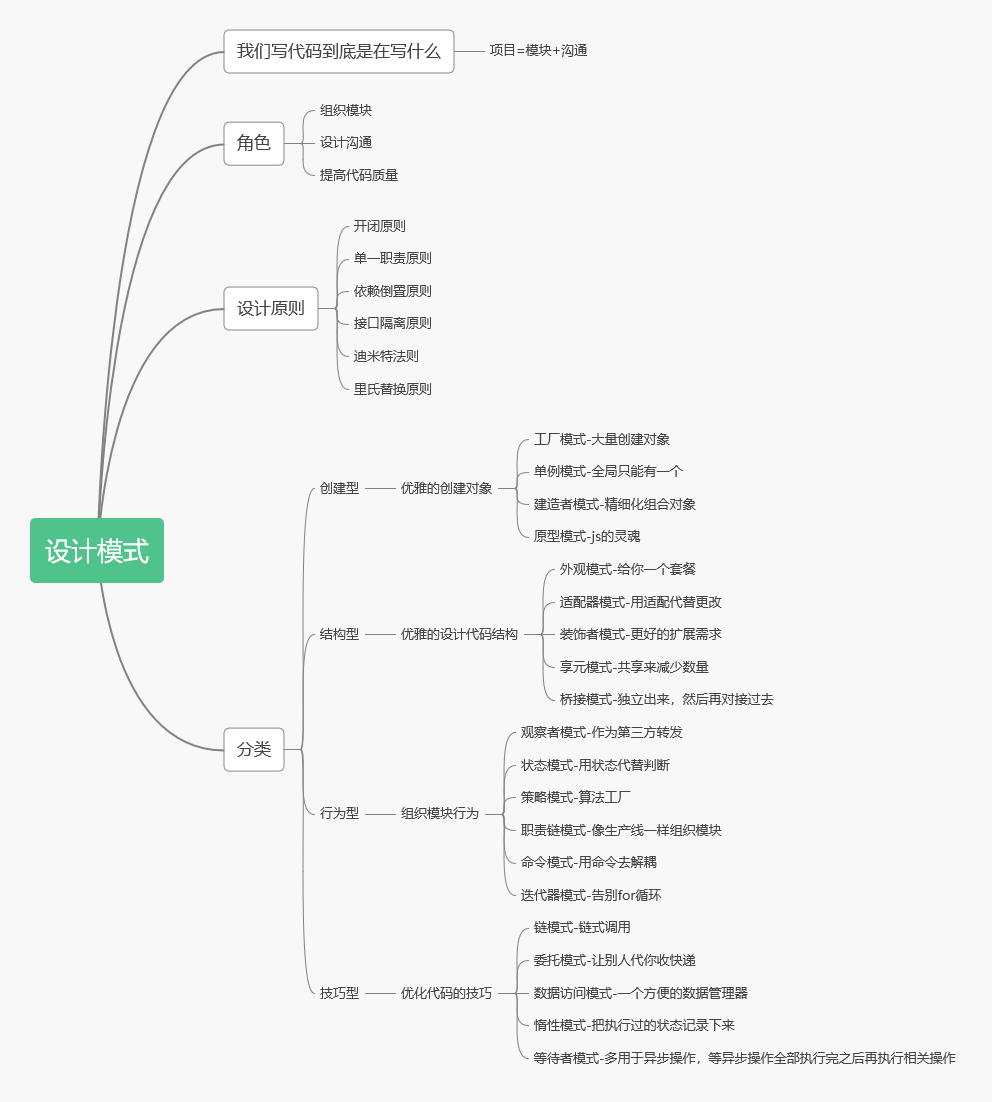 设计模式
我们写代码到底是在写什么
项目=模块+沟通
角色
组织模块
设计沟通
提高代码质量
设计原则
开闭原则
单一职责原则
依赖倒置原则
接口隔离原则
迪米特法则
里氏替换原则
分类
创建型
优雅的创建对象
工厂模式-大量创建对象
单例模式-全局只能有一个
建造者模式-精细化组合对象
原型模式-js的灵魂
结构型
优雅的设计代码结构
外观模式-给你一个套餐
适配器模式-用适配代替更改
装饰者模式-更好的扩展需求
享元模式-共享来减少数量
桥接模式-独立出来，然后再对接过去
行为型
组织模块行为
观察者模式-作为第三方转发
状态模式-用状态代替判断
策略模式-算法工厂
职责链模式-像生产线一样组织模块
命令模式-用命令去解耦
迭代器模式-告别for循环
技巧型
优化代码的技巧
链模式-链式调用
委托模式-让别人代你收快递
数据访问模式-一个方便的数据管理器
惰性模式-把执行过的状态记录下来
等待者模式-多用于异步操作，等异步操作全部执行完之后再执行相关操作